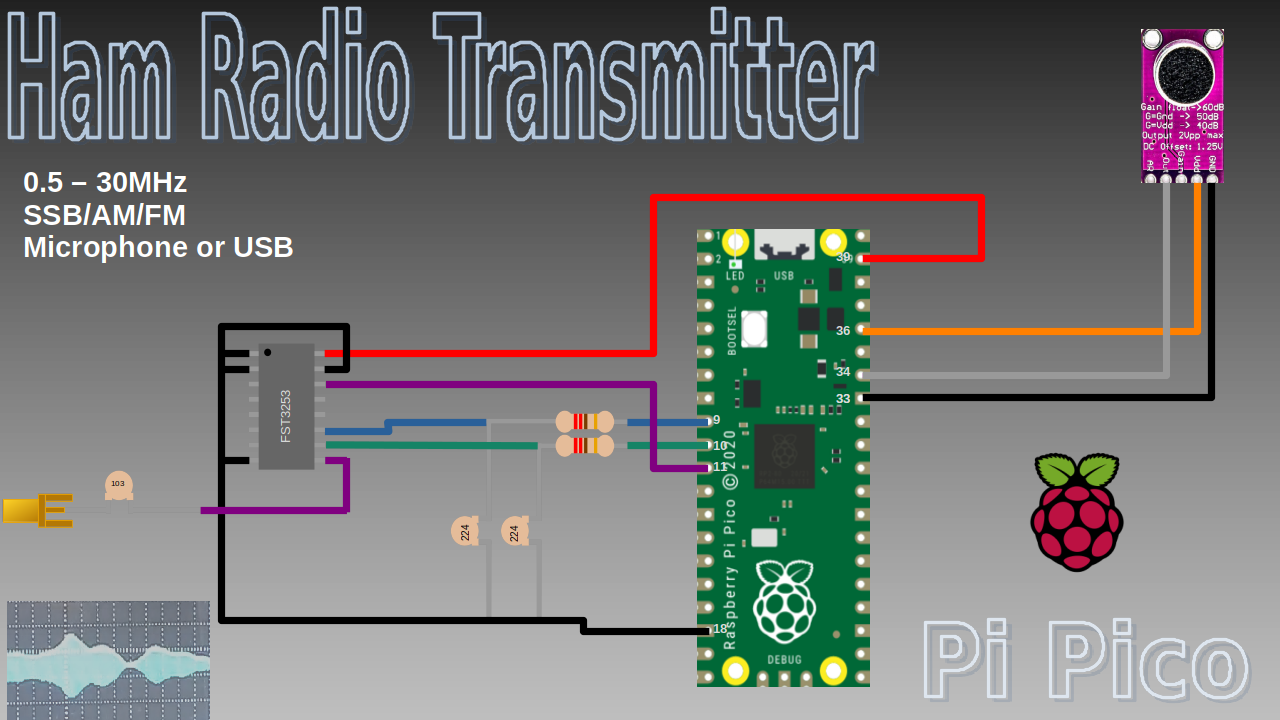 Ham Radio Transmitter
0.5 – 30MHz
SSB/AM/FM
Microphone or USB
Gain float->60dB
G=Gnd -> 50dB
G=Vdd -> 40dB
Output 2Vpp max
DC Offset: 1.25V
AR
Out
Gain
Vdd
GND
1
2
LED
USB
39
BOOTSEL
36
34
33
FST3253
9
10
11
18
Raspberry Pi Pico ©2020
103
224
224
DEBUG
Pi Pico